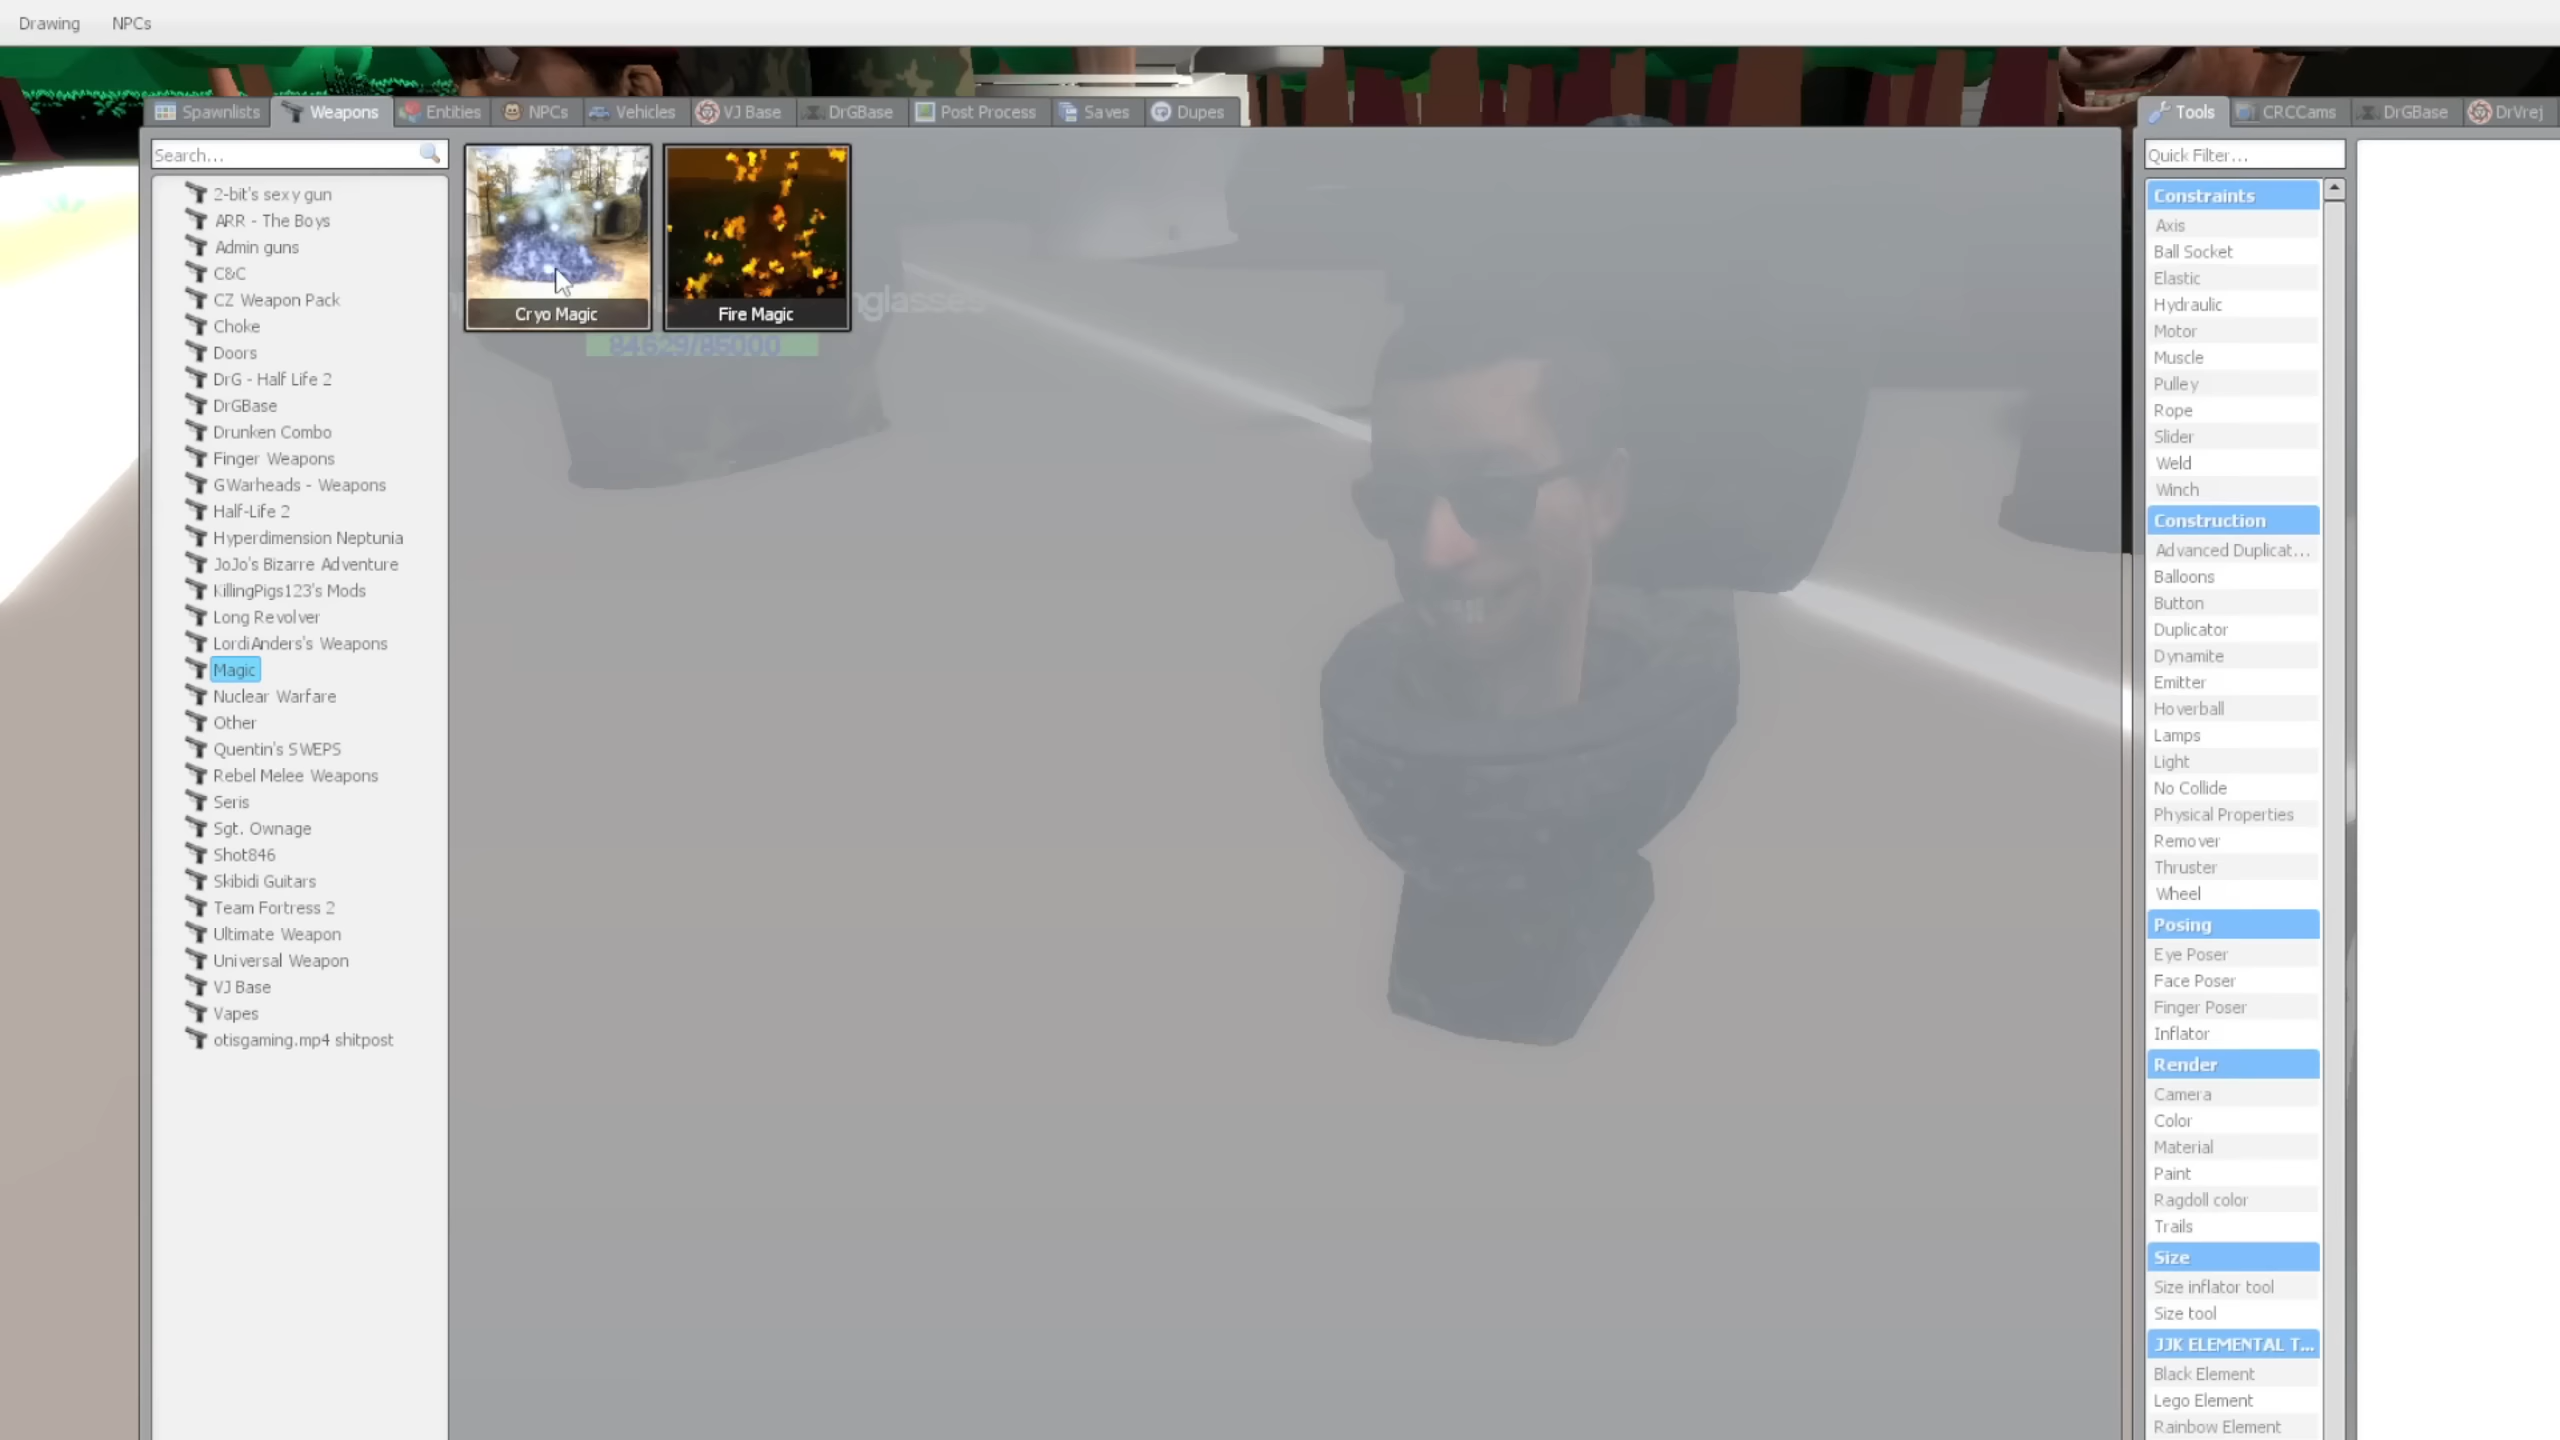 Drawing NPCs
Spawnlists Weapons Entities NPCs Vehicles VJ Base DrGBase Post Process Saves Dupes
Search...
2-bit's sexy gun
ARR - The Boys
Admin guns
C&C
CZ Weapon Pack
Choke
Doors
DrG - Half Life 2
DrGBase
Drunken Combo
Finger Weapons
GWarheads - Weapons
Half-Life 2
Hyperdimension Neptunia
JoJo's Bizarre Adventure
KillingPigs123's Mods
Long Revolver
LordiAnders's Weapons
Magic
Nuclear Warfare
Other
Quentin's SWEPS
Rebel Melee Weapons
Seris
Sgt. Ownage
Shot846
Skibidi Guitars
Team Fortress 2
Ultimate Weapon
Universal Weapon
VJ Base
Vapes
otisgaming.mp4 shitpost
Cryo Magic
Fire Magic
84629/85000
Tools CRCCams DrGBase DrVrej
Quick Filter...
Constraints
Axis
Ball Socket
Elastic
Hydraulic
Motor
Muscle
Pulley
Rope
Slider
Weld
Winch
Construction
Advanced Duplicat...
Balloons
Button
Duplicator
Dynamite
Emitter
Hoverball
Lamps
Light
No Collide
Physical Properties
Remover
Thruster
Wheel
Posing
Eye Poser
Face Poser
Finger Poser
Inflator
Render
Camera
Color
Material
Paint
Ragdoll color
Trails
Size
Size inflator tool
Size tool
JJK ELEMENTAL T...
Black Element
Lego Element
Rainbow Element